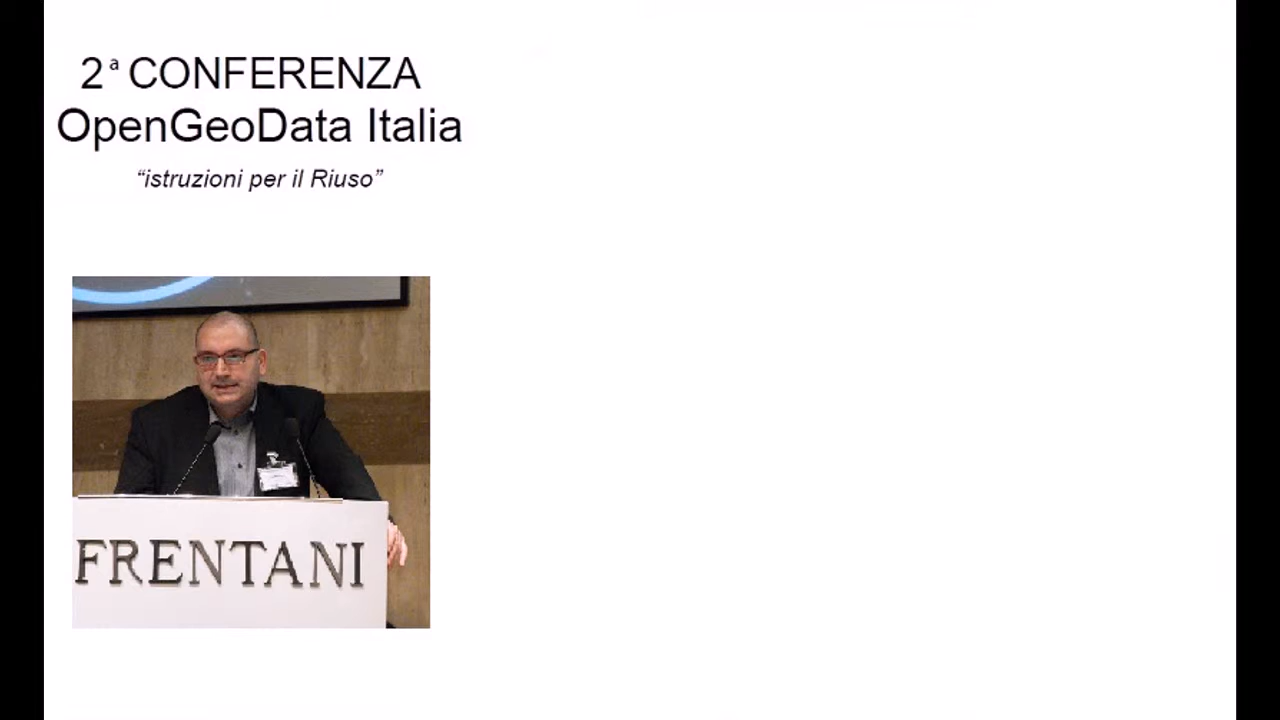 2ª CONFERENZA
OpenGeoData Italia
“istruzioni per il Riuso”
FRENTANI